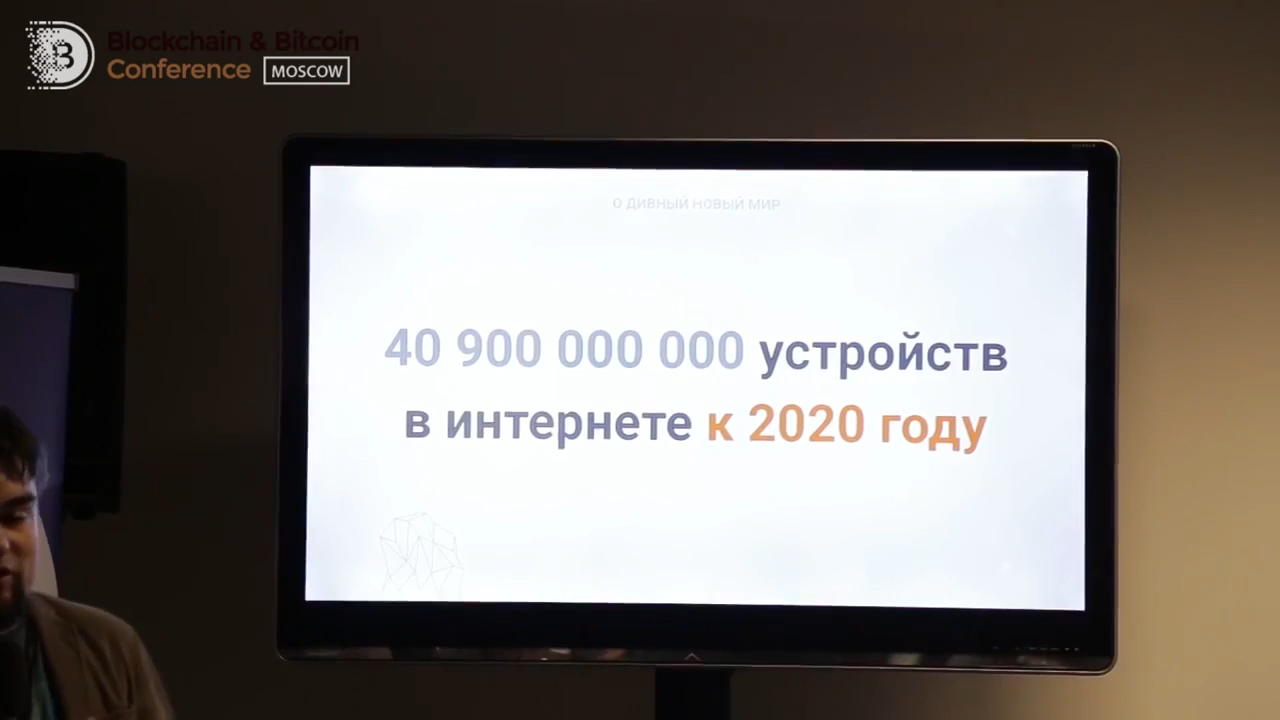 Blockchain & Bitcoin
Conference MOSCOW
О ДИВНЫЙ НОВЫЙ МИР
40 900 000 000 устройств
в интернете к 2020 году